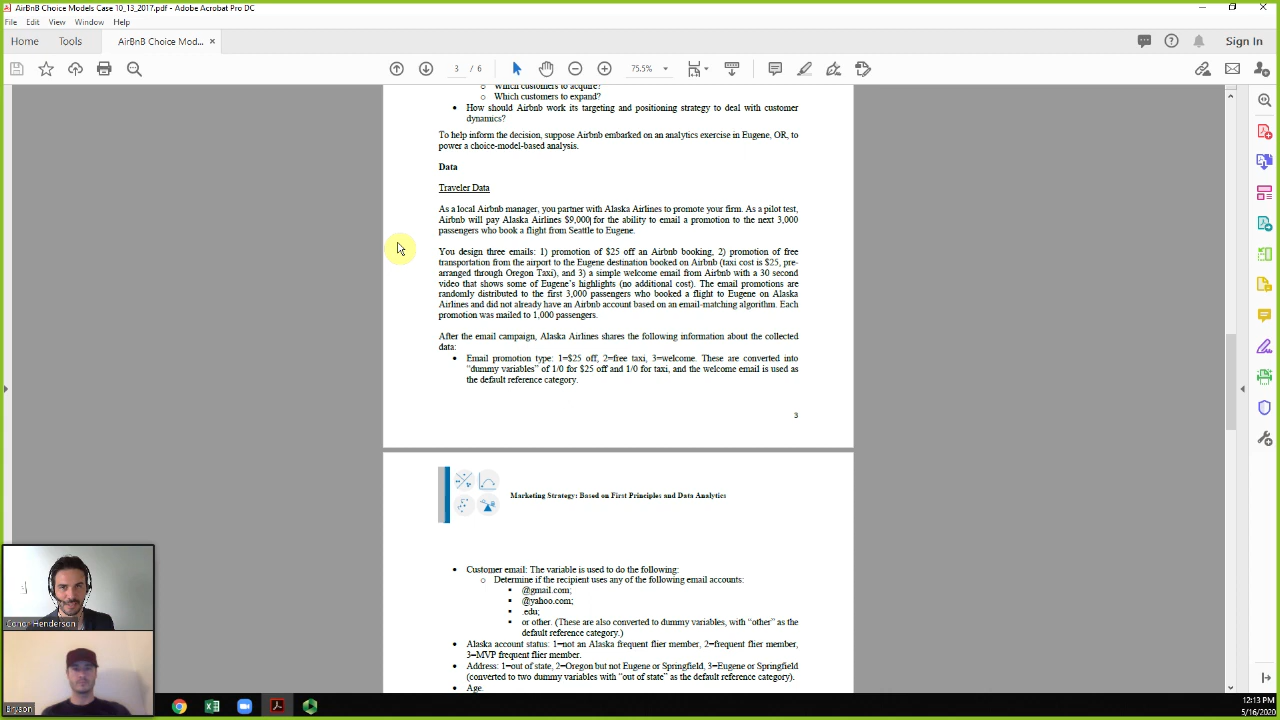 AirBnB Choice Models Case 10_13_2017.pdf - Adobe Acrobat Pro DC
File Edit View Window Help
Home Tools AirBnB Choice Mod... × Sign In
3 / 6 75.5%
o Which customers to acquire?
o Which customers to expand?
• How should Airbnb work its targeting and positioning strategy to deal with customer
dynamics?
To help inform the decision, suppose Airbnb embarked on an analytics exercise in Eugene, OR, to
power a choice-model-based analysis.
Data
Traveler Data
As a local Airbnb manager, you partner with Alaska Airlines to promote your firm. As a pilot test,
Airbnb will pay Alaska Airlines $9,000 for the ability to email a promotion to the next 3,000
passengers who book a flight from Seattle to Eugene.
You design three emails: 1) promotion of $25 off an Airbnb booking, 2) promotion of free
transportation from the airport to the Eugene destination booked on Airbnb (taxi cost is $25, pre-
arranged through Oregon Taxi), and 3) a simple welcome email from Airbnb with a 30 second
video that shows some of Eugene's highlights (no additional cost). The email promotions are
randomly distributed to the first 3,000 passengers who booked a flight to Eugene on Alaska
Airlines and did not already have an Airbnb account based on an email-matching algorithm. Each
promotion was mailed to 1,000 passengers.
After the email campaign, Alaska Airlines shares the following information about the collected
data:
• Email promotion type: 1=$25 off, 2=free taxi, 3=welcome. These are converted into
"dummy variables" of 1/0 for $25 off and 1/0 for taxi, and the welcome email is used as
the default reference category.
3
Marketing Strategy: Based on First Principles and Data Analytics
• Customer email: The variable is used to do the following:
o Determine if the recipient uses any of the following email accounts:
▪ @gmail.com;
▪ @yahoo.com;
▪ .edu;
▪ or other. (These are also converted to dummy variables, with "other" as the
default reference category.)
• Alaska account status: 1=not an Alaska frequent flier member, 2=frequent flier member,
3=MVP frequent flier member.
• Address: 1=out of state, 2=Oregon but not Eugene or Springfield, 3=Eugene or Springfield
(converted to two dummy variables with "out of state" as the default reference category).
• Age.
Conor Henderson
Bryson
12:13 PM
5/16/2020